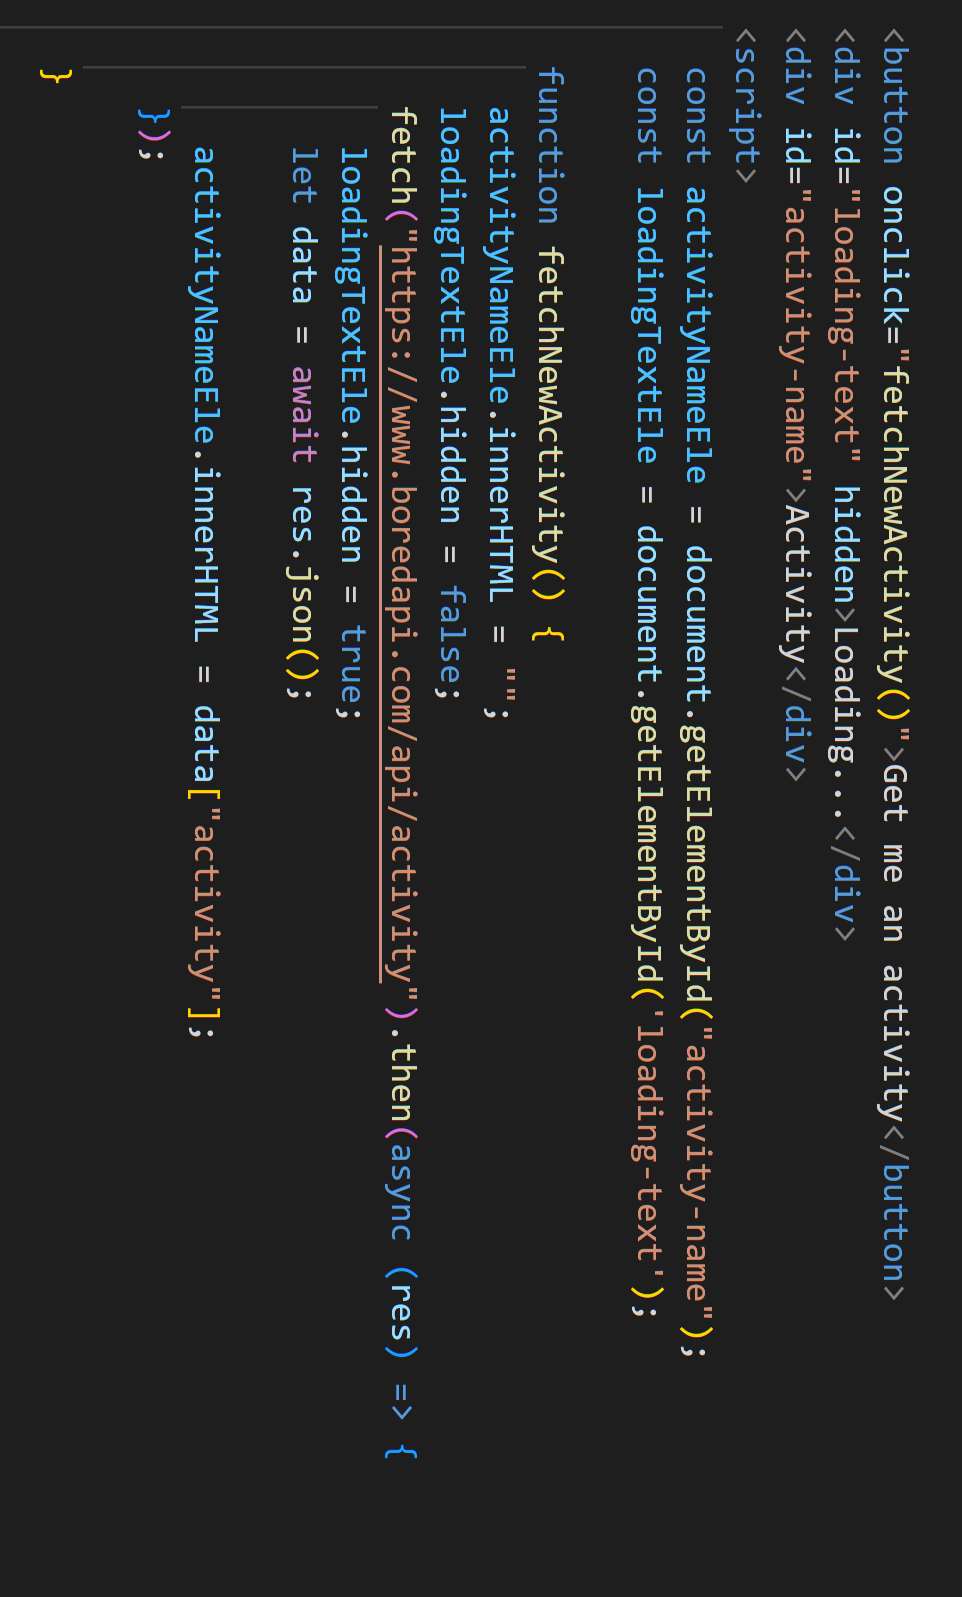 <button onclick="fetchNewActivity()">Get me an activity</button>
<div id="loading-text" hidden>Loading...</div>
<div id="activity-name">Activity</div>
<script>
const activityNameEle = document.getElementById("activity-name");
const loadingTextEle = document.getElementById('loading-text');
function fetchNewActivity() {
activityNameEle.innerHTML = "";
loadingTextEle.hidden = false;
fetch("https://www.boredapi.com/api/activity").then(async (res) => {
loadingTextEle.hidden = true;
let data = await res.json();
activityNameEle.innerHTML = data["activity"];
});
}